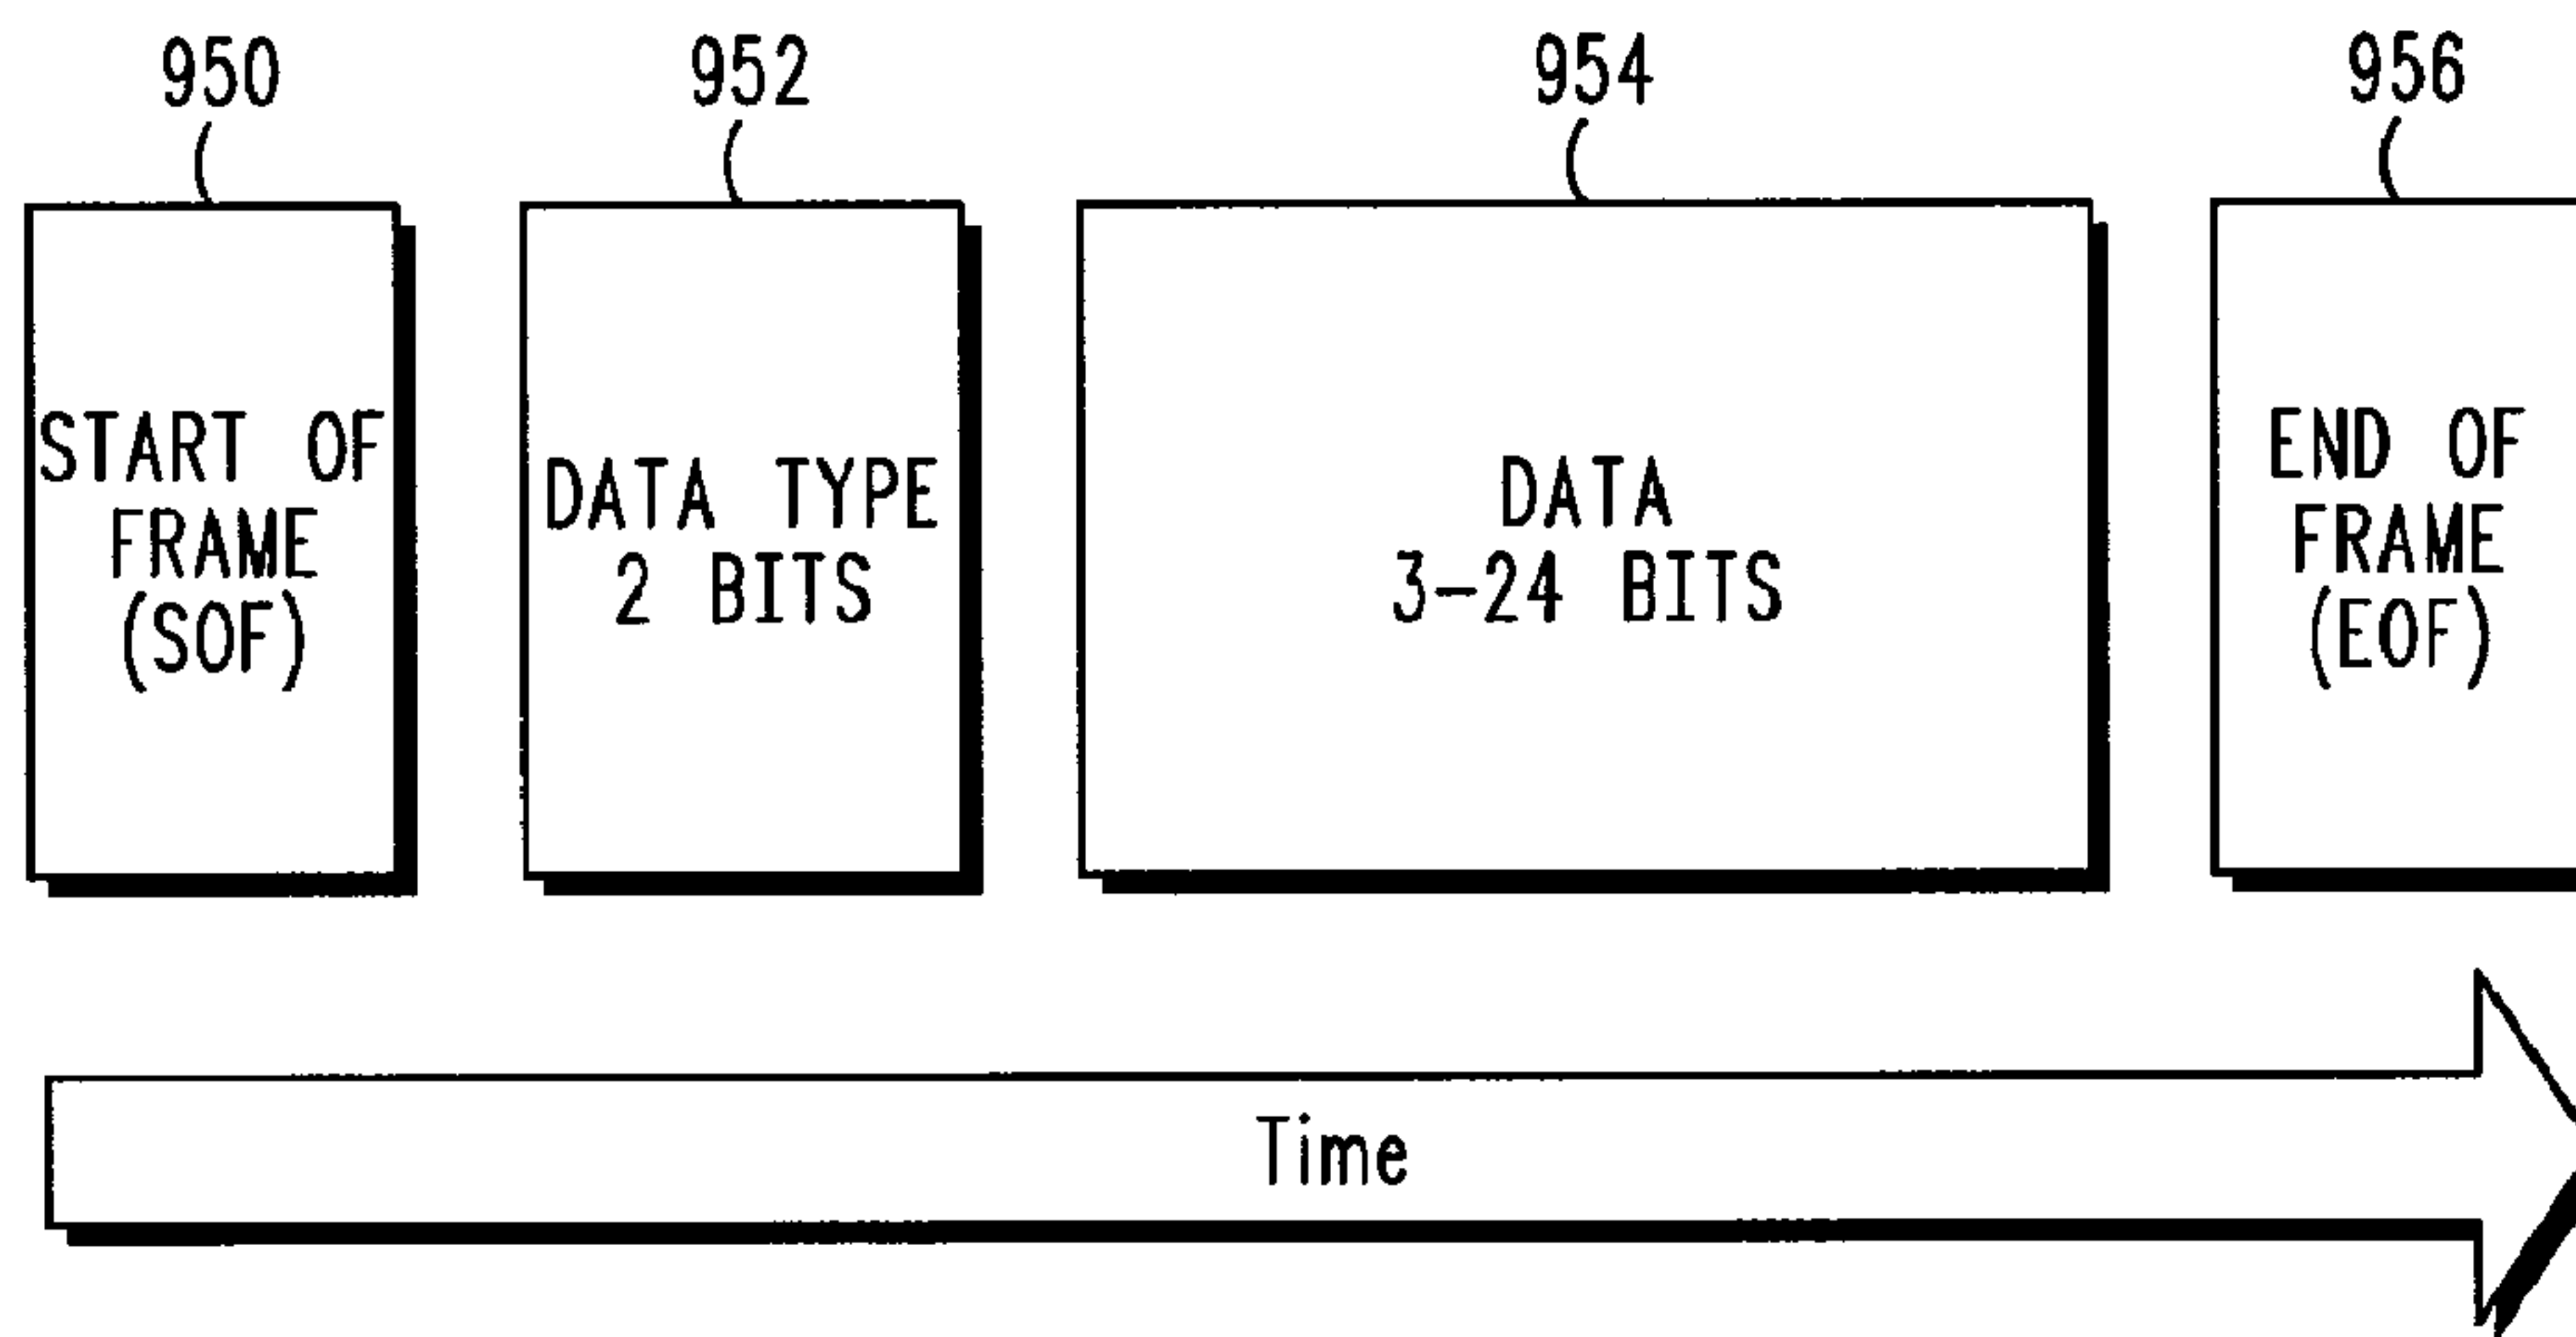 950
952
954
956
START OF
FRAME
(SOF)
DATA TYPE
2 BITS
DATA
3-24 BITS
END OF
FRAME
(EOF)
Time